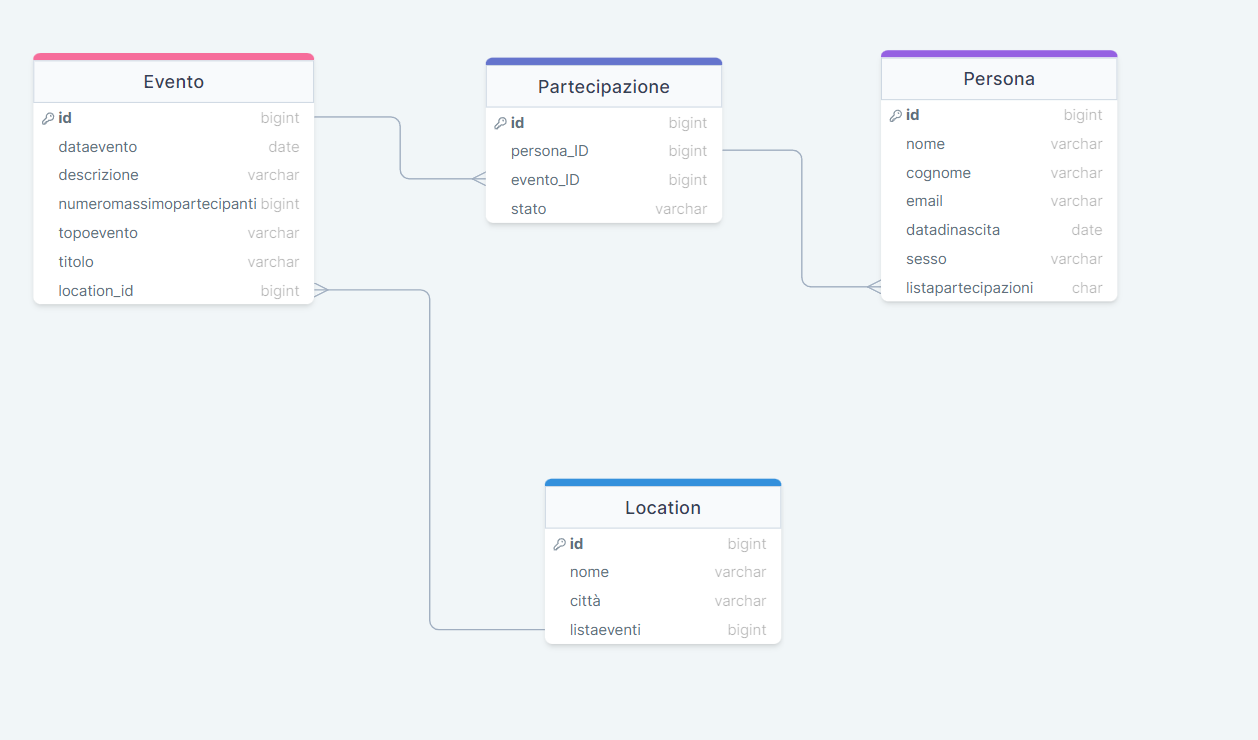 Evento
id bigint
dataevento date
descrizione varchar
numeromassimopartecipanti bigint
topoevento varchar
titolo varchar
location_id bigint
Partecipazione
id bigint
persona_ID bigint
evento_ID bigint
stato varchar
Persona
id bigint
nome varchar
cognome varchar
email varchar
datadinascita date
sesso varchar
listapartecipazioni char
Location
id bigint
nome varchar
città varchar
listaeventi bigint